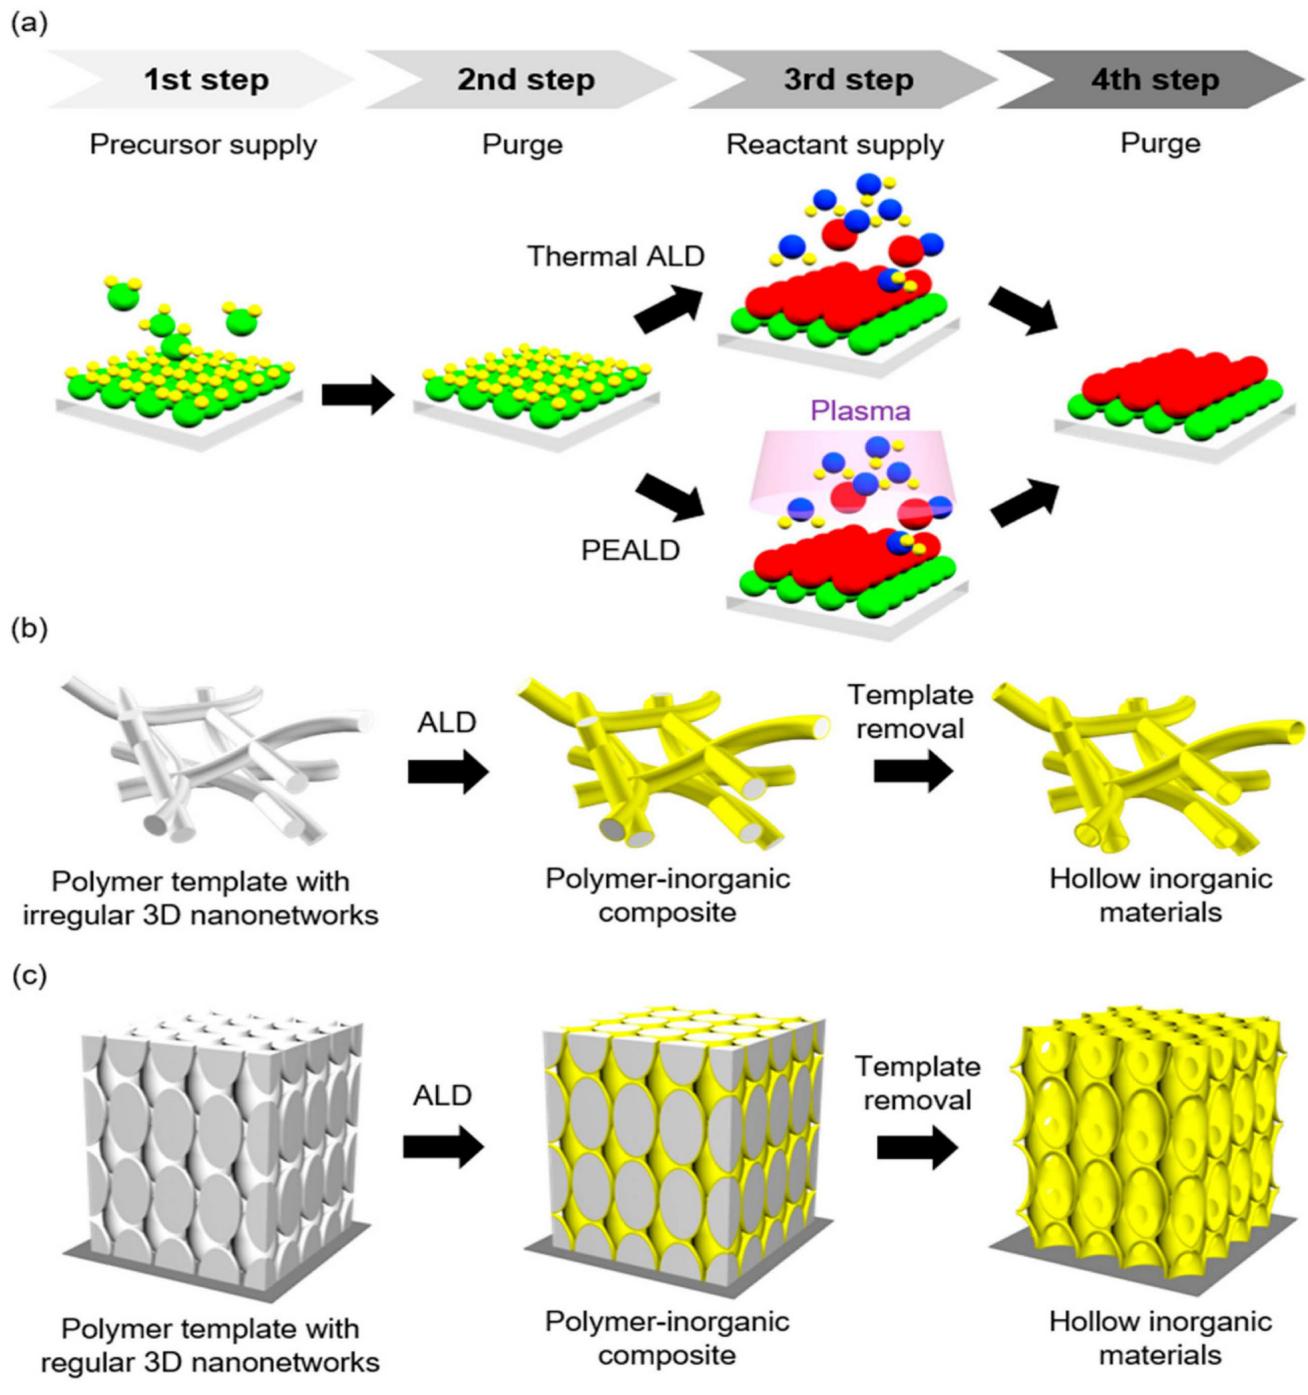 (a)
1st step
2nd step
3rd step
4th step
Precursor supply
Purge
Reactant supply
Purge
Thermal ALD
Plasma
PEALD
(b)
ALD
Template
removal
Polymer template with
irregular 3D nanonetworks
Polymer-inorganic
composite
Hollow inorganic
materials
(c)
ALD
Template
removal
Polymer template with
regular 3D nanonetworks
Polymer-inorganic
composite
Hollow inorganic
materials